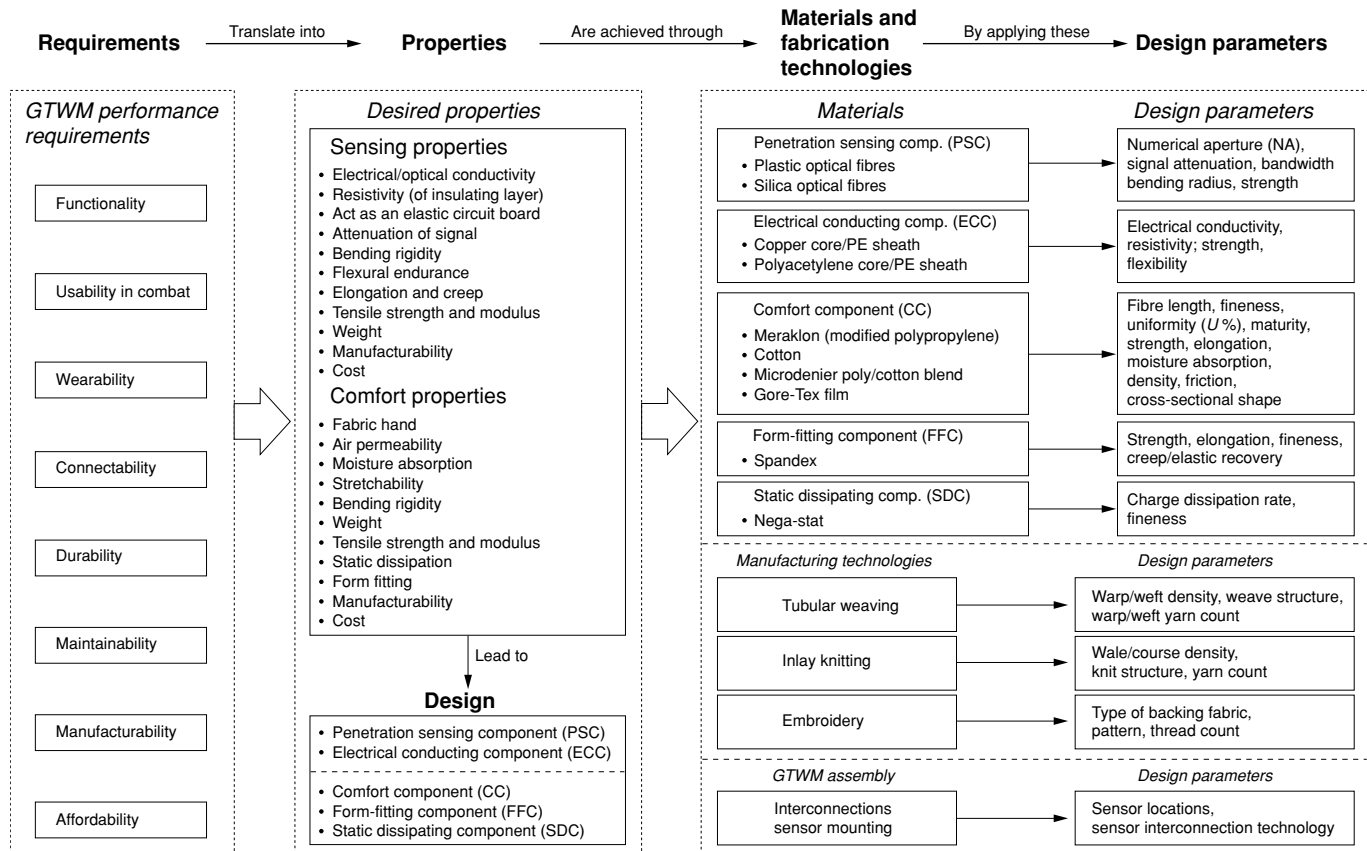 Requirements
Translate into
Properties
Are achieved through
Materials and
fabrication
technologies
By applying these
Design parameters
GTWM performance
requirements
Functionality
Usability in combat
Wearability
Connectability
Durability
Maintainability
Manufacturability
Affordability
Desired properties
Sensing properties
• Electrical/optical conductivity
• Resistivity (of insulating layer)
• Act as an elastic circuit board
• Attenuation of signal
• Bending rigidity
• Flexural endurance
• Elongation and creep
• Tensile strength and modulus
• Weight
• Manufacturability
• Cost
Comfort properties
• Fabric hand
• Air permeability
• Moisture absorption
• Stretchability
• Bending rigidity
• Weight
• Tensile strength and modulus
• Static dissipation
• Form fitting
• Manufacturability
• Cost
Lead to
Design
• Penetration sensing component (PSC)
• Electrical conducting component (ECC)
• Comfort component (CC)
• Form-fitting component (FFC)
• Static dissipating component (SDC)
Materials
Design parameters
Penetration sensing comp. (PSC)
• Plastic optical fibres
• Silica optical fibres
Numerical aperture (NA),
signal attenuation, bandwidth
bending radius, strength
Electrical conducting comp. (ECC)
• Copper core/PE sheath
• Polyacetylene core/PE sheath
Electrical conductivity,
resistivity; strength,
flexibility
Comfort component (CC)
• Meraklon (modified polypropylene)
• Cotton
• Microdenier poly/cotton blend
• Gore-Tex film
Fibre length, fineness,
uniformity (U %), maturity,
strength, elongation,
moisture absorption,
density, friction,
cross-sectional shape
Form-fitting component (FFC)
• Spandex
Strength, elongation, fineness,
creep/elastic recovery
Static dissipating comp. (SDC)
• Nega-stat
Charge dissipation rate,
fineness
Manufacturing technologies
Design parameters
Tubular weaving
Warp/weft density, weave structure,
warp/weft yarn count
Inlay knitting
Wale/course density,
knit structure, yarn count
Embroidery
Type of backing fabric,
pattern, thread count
GTWM assembly
Design parameters
Interconnections
sensor mounting
Sensor locations,
sensor interconnection technology